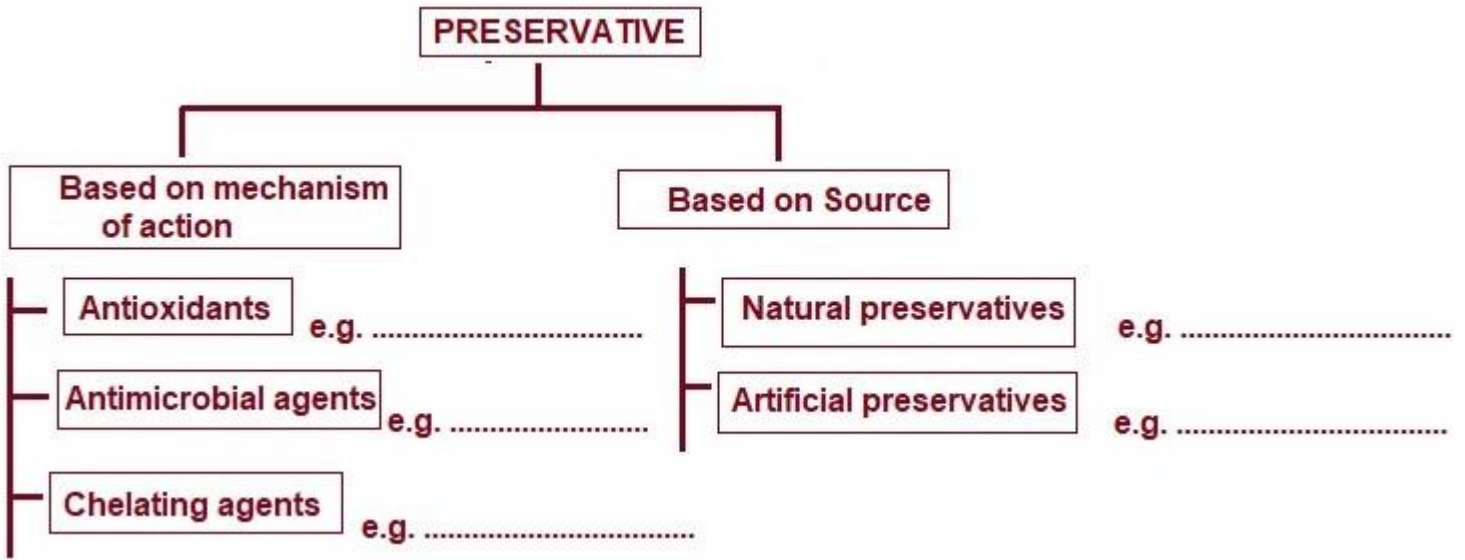 PRESERVATIVE
Based on mechanism
of action
Based on Source
Antioxidants e.g. .................................
Antimicrobial agents e.g. ........................
Chelating agents e.g. .................................
Natural preservatives e.g. .................................
Artificial preservatives e.g. .................................